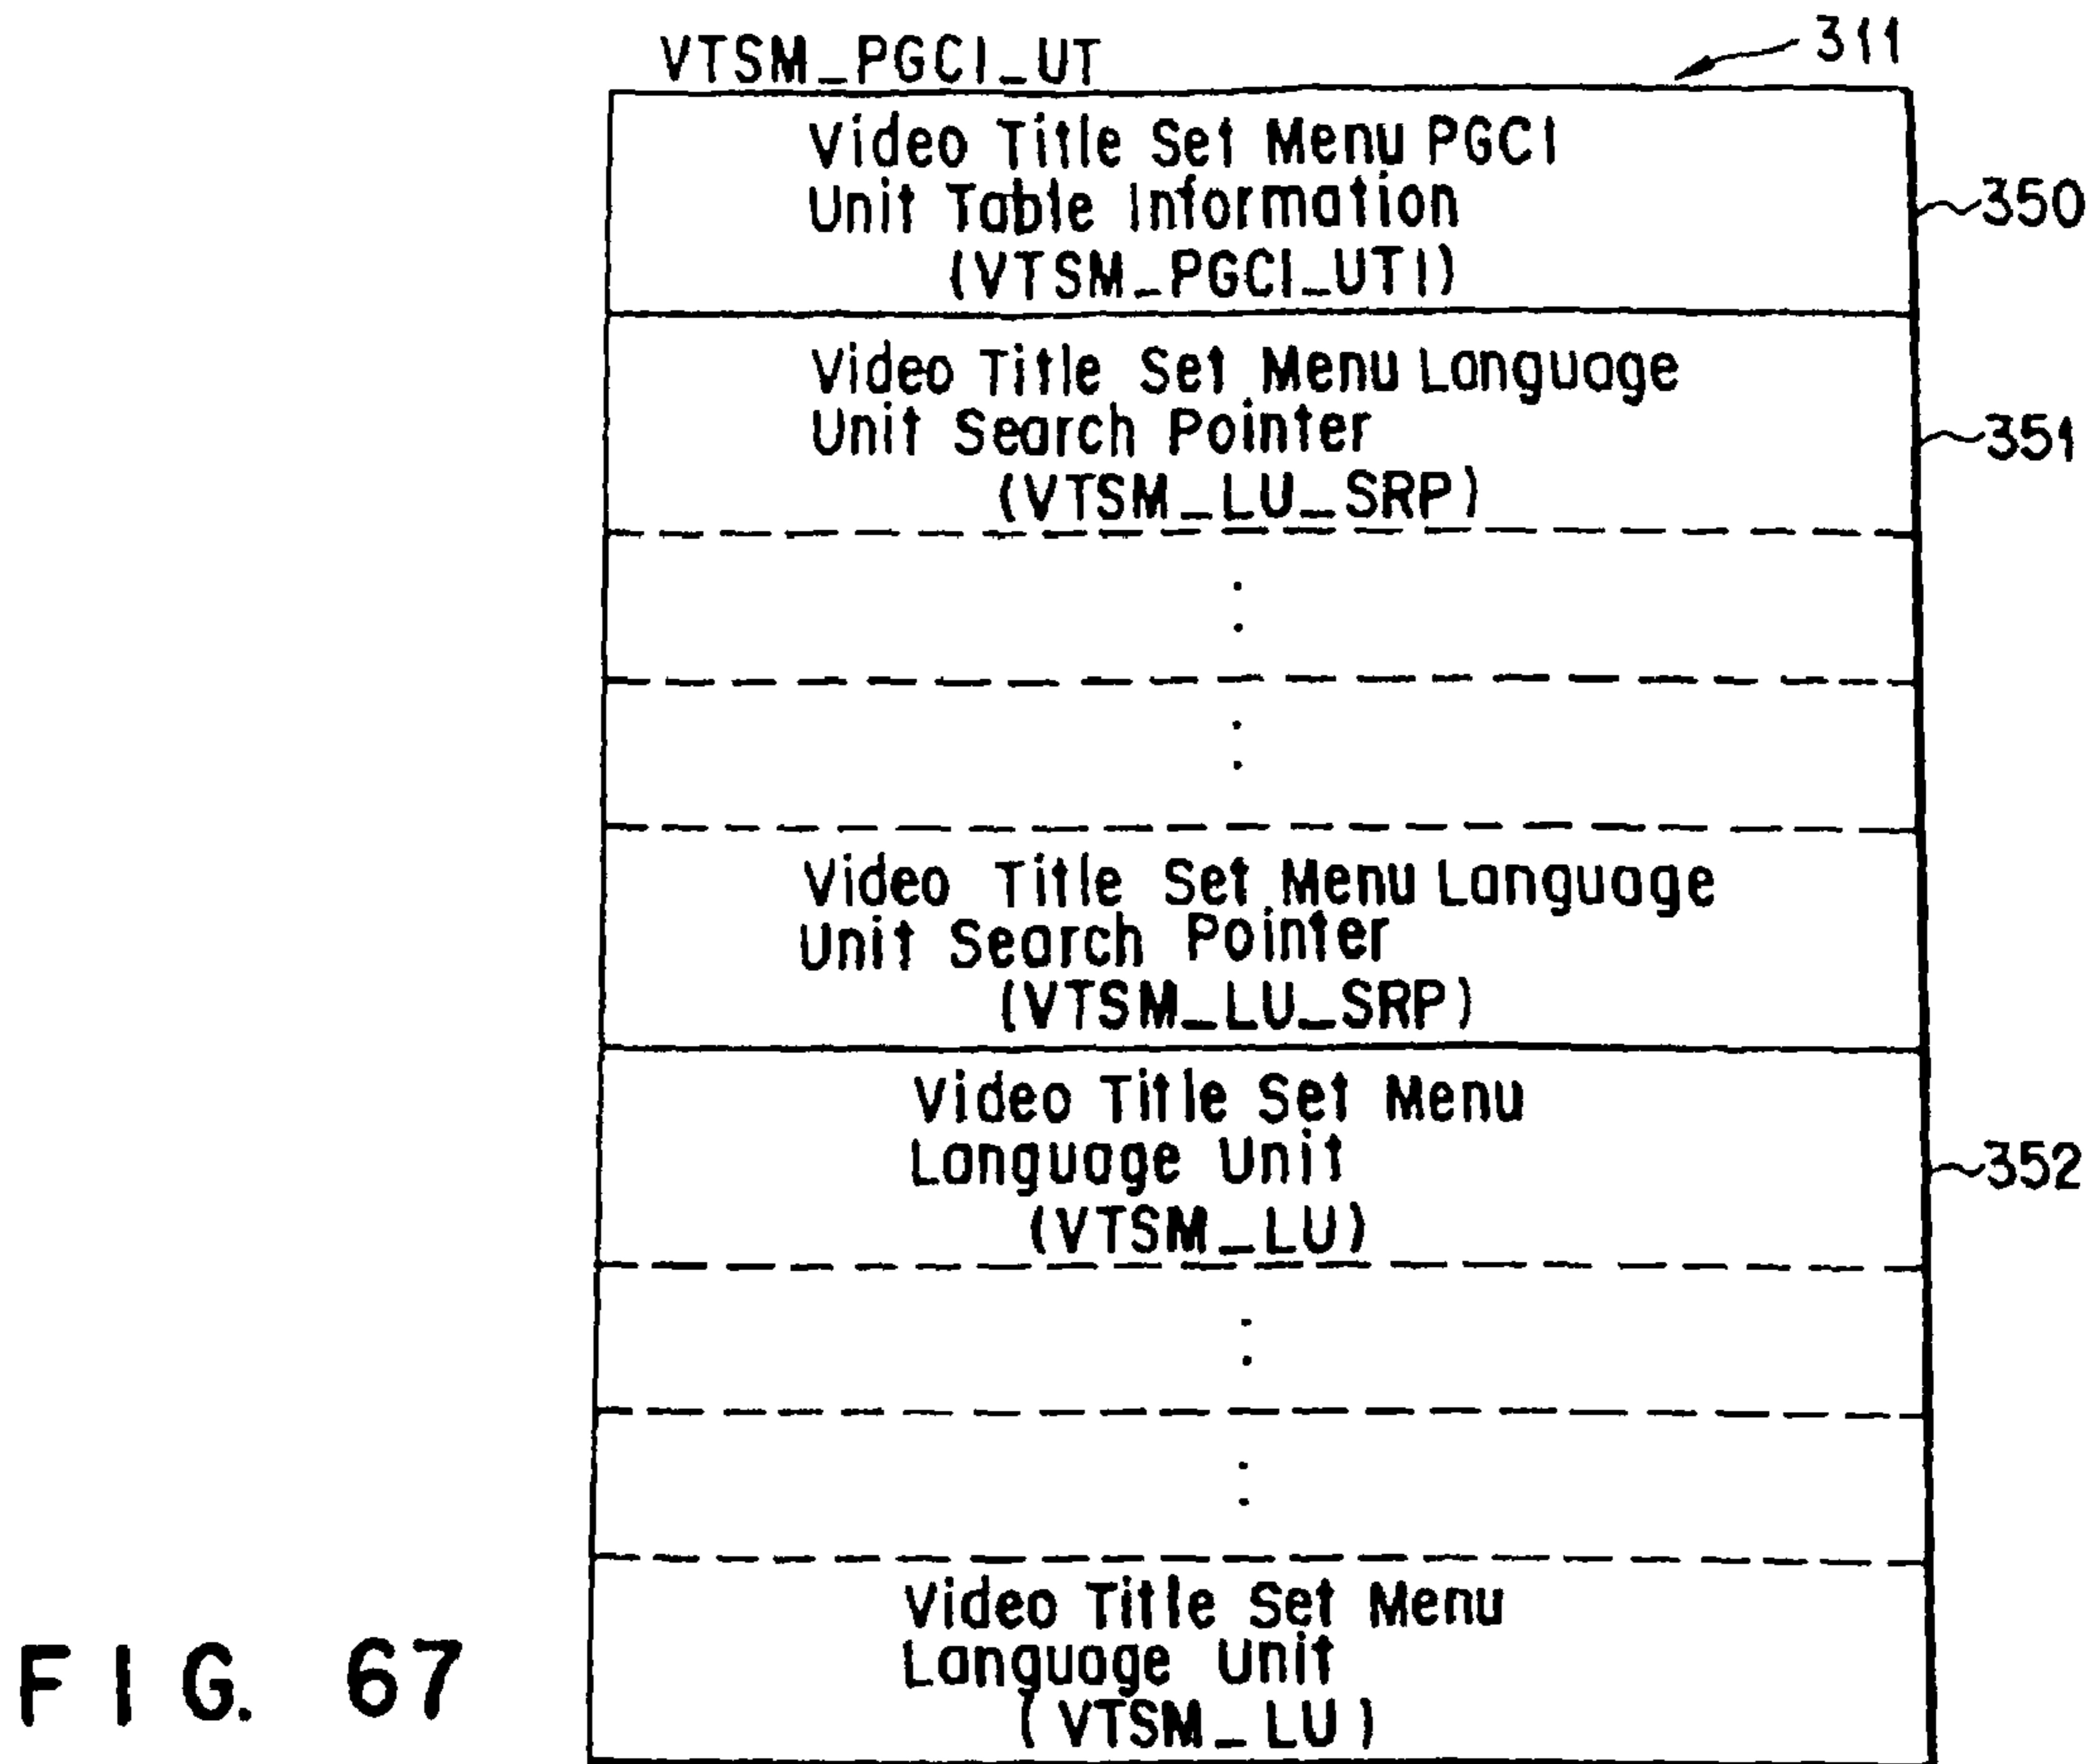 VTSM_PGCI_UT
311
Video Title Set Menu PGCI
Unit Table Information
(VTSM_PGCI_UTI)
350
Video Title Set Menu Language
Unit Search Pointer
(VTSM_LU_SRP)
351
Video Title Set Menu Language
Unit Search Pointer
(VTSM_LU_SRP)
Video Title Set Menu
Language Unit
(VTSM_LU)
352
Video Title Set Menu
Language Unit
(VTSM_LU)
FIG. 67